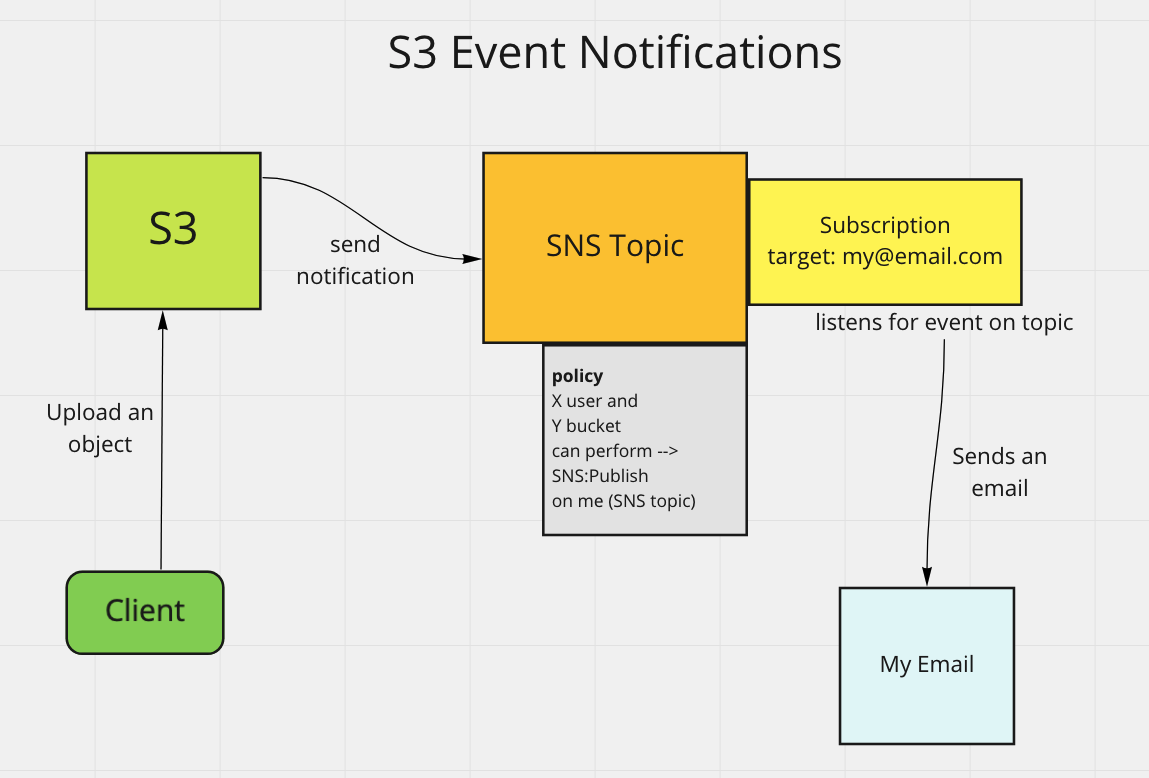 S3 Event Notifications
S3
send
notification
SNS Topic
Subscription
target: my@email.com
listens for event on topic
policy
X user and
Y bucket
can perform -->
SNS:Publish
on me (SNS topic)
Upload an
object
Sends an
email
Client
My Email